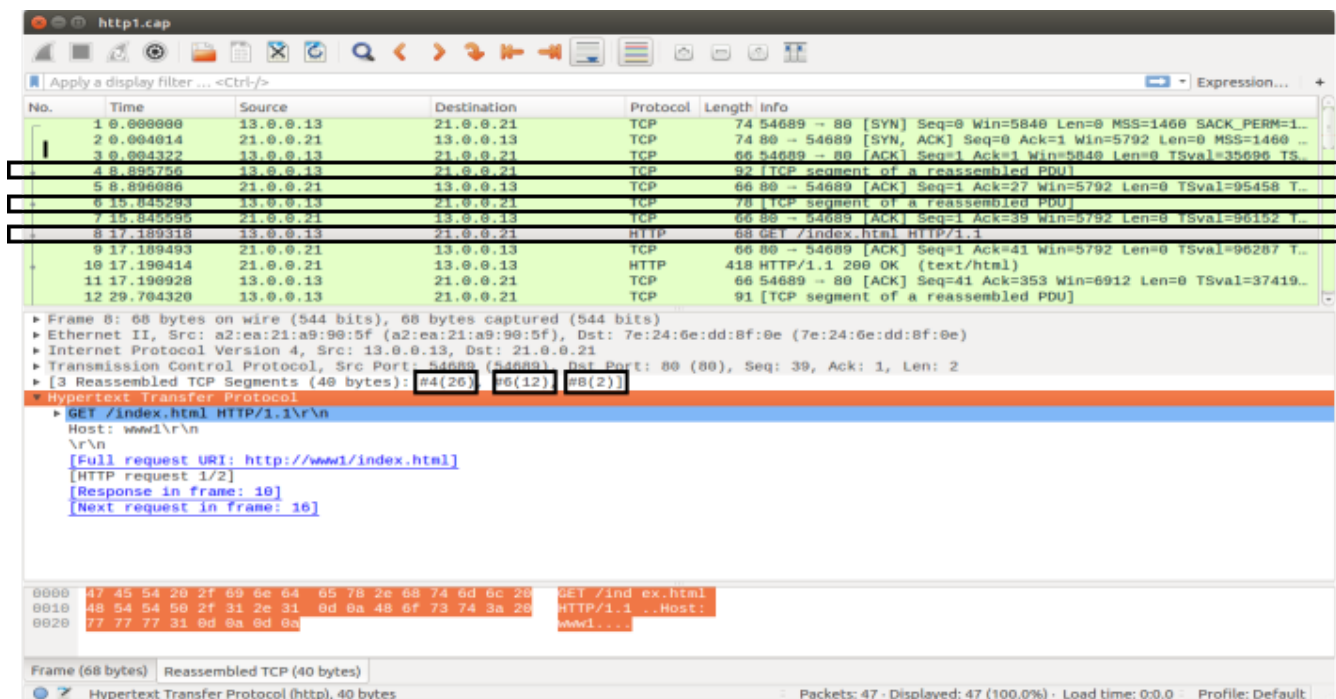 http1.cap
Apply a display filter ... <Ctrl-/>
Expression... +
No. Time Source Destination Protocol Length Info
1 0.000000 13.0.0.13 21.0.0.21 TCP 74 54689 → 80 [SYN] Seq=0 Win=5840 Len=0 MSS=1460 SACK_PERM=1…
2 0.004014 21.0.0.21 13.0.0.13 TCP 74 80 → 54689 [SYN, ACK] Seq=0 Ack=1 Win=5792 Len=0 MSS=1460 …
3 0.004322 13.0.0.13 21.0.0.21 TCP 66 54689 → 80 [ACK] Seq=1 Ack=1 Win=5840 Len=0 TSval=35696 TS…
4 8.895756 13.0.0.13 21.0.0.21 TCP 92 [TCP segment of a reassembled PDU]
5 8.896086 21.0.0.21 13.0.0.13 TCP 66 80 → 54689 [ACK] Seq=1 Ack=27 Win=5792 Len=0 TSval=95458 T…
6 15.845293 13.0.0.13 21.0.0.21 TCP 78 [TCP segment of a reassembled PDU]
7 15.845595 21.0.0.21 13.0.0.13 TCP 66 80 → 54689 [ACK] Seq=1 Ack=39 Win=5792 Len=0 TSval=96152 T…
8 17.189318 13.0.0.13 21.0.0.21 HTTP 68 GET /index.html HTTP/1.1
9 17.189493 21.0.0.21 13.0.0.13 TCP 66 80 → 54689 [ACK] Seq=1 Ack=41 Win=5792 Len=0 TSval=96287 T…
10 17.190414 21.0.0.21 13.0.0.13 HTTP 418 HTTP/1.1 200 OK (text/html)
11 17.190928 13.0.0.13 21.0.0.21 TCP 66 54689 → 80 [ACK] Seq=41 Ack=353 Win=6912 Len=0 TSval=37419…
12 29.704320 13.0.0.13 21.0.0.21 TCP 91 [TCP segment of a reassembled PDU]
Frame 8: 68 bytes on wire (544 bits), 68 bytes captured (544 bits)
Ethernet II, Src: a2:ea:21:a9:90:5f (a2:ea:21:a9:90:5f), Dst: 7e:24:6e:dd:8f:0e (7e:24:6e:dd:8f:0e)
Internet Protocol Version 4, Src: 13.0.0.13, Dst: 21.0.0.21
Transmission Control Protocol, Src Port: 54689 (54689), Dst Port: 80 (80), Seq: 39, Ack: 1, Len: 2
[3 Reassembled TCP Segments (40 bytes): #4(26), #6(12), #8(2)]
Hypertext Transfer Protocol
GET /index.html HTTP/1.1\r\n
Host: www1\r\n
\r\n
[Full request URI: http://www1/index.html]
[HTTP request 1/2]
[Response in frame: 10]
[Next request in frame: 16]
0000 47 45 54 20 2f 69 6e 64 65 78 2e 68 74 6d 6c 20 GET /ind ex.html
0010 48 54 54 50 2f 31 2e 31 0d 0a 48 6f 73 74 3a 20 HTTP/1.1 ..Host:
0020 77 77 77 31 0d 0a 0d 0a www1....
Frame (68 bytes) Reassembled TCP (40 bytes)
Hypertext Transfer Protocol (http), 40 bytes Packets: 47 · Displayed: 47 (100.0%) · Load time: 0:0.0 Profile: Default